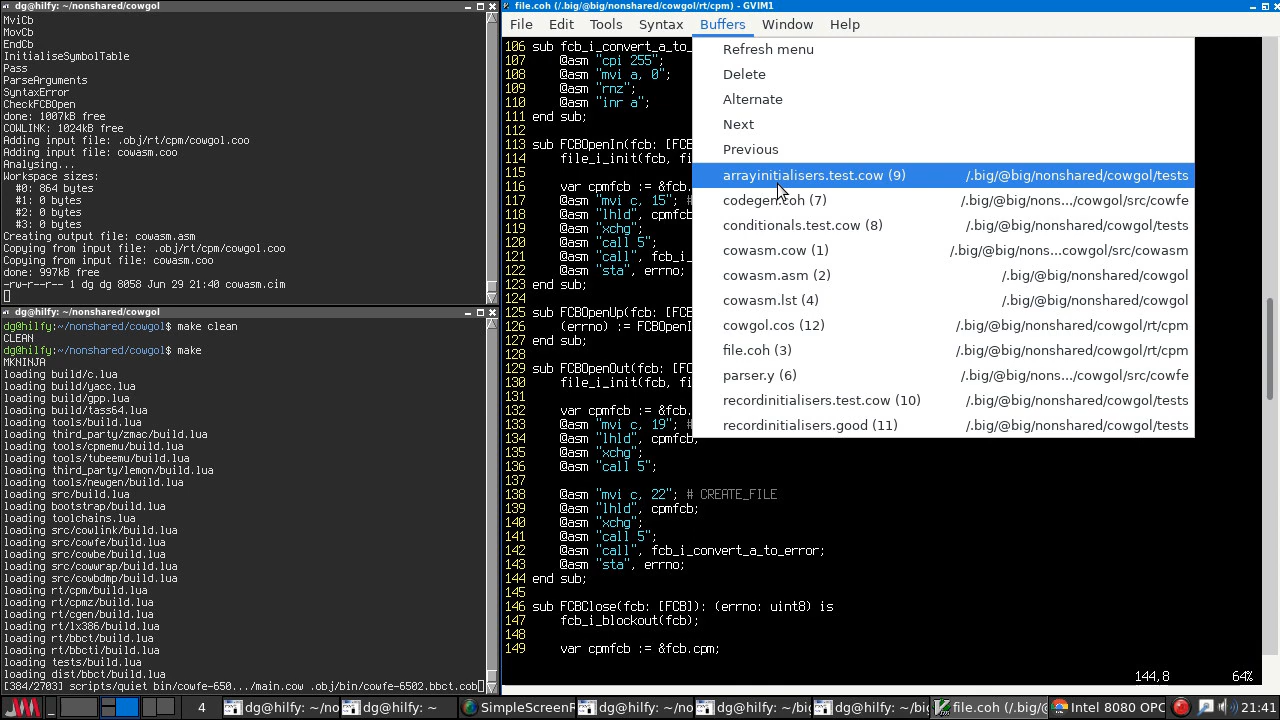 dg@hilfy: ~/nonshared/cowgol
MviCb
MovCb
EndCb
InitialiseSymbolTable
Pass
ParseArguments
SyntaxError
CheckFCBOpen
done: 1007kB free
COWLINK: 1024kB free
Adding input file: .obj/rt/cpm/cowgol.coo
Adding input file: cowasm.coo
Analysing...
Workspace sizes:
#0: 864 bytes
#1: 0 bytes
#2: 0 bytes
#3: 0 bytes
Creating output file: cowasm.asm
Copying from input file: .obj/rt/cpm/cowgol.coo
Copying from input file: cowasm.coo
done: 997kB free
-rw-r--r-- 1 dg dg 8058 Jun 29 21:40 cowasm.cim
dg@hilfy: ~/nonshared/cowgol
dg@hilfy:~/nonshared/cowgol$ make clean
CLEAN
dg@hilfy:~/nonshared/cowgol$ make
MKNINJA
loading build/c.lua
loading build/yacc.lua
loading build/gpp.lua
loading build/tass64.lua
loading third_party/zmac/build.lua
loading tools/cpmemu/build.lua
loading tools/tubeemu/build.lua
loading third_party/lemon/build.lua
loading tools/newgen/build.lua
loading src/build.lua
loading bootstrap/build.lua
loading toolchains.lua
loading src/cowlink/build.lua
loading src/cowfe/build.lua
loading src/cowbe/build.lua
loading src/cowwrap/build.lua
loading src/cowbdmp/build.lua
loading rt/cpm/build.lua
loading rt/cpmz/build.lua
loading rt/cgen/build.lua
loading rt/lx386/build.lua
loading rt/bbct/build.lua
loading rt/bbcti/build.lua
loading tests/build.lua
loading dist/bbct/build.lua
[384/2703] scripts/quiet bin/cowfe-650.../main.cow .obj/bin/cowfe-6502.bbct.cob
file.coh (/.big/@big/nonshared/cowgol/rt/cpm) - GVIM1
File Edit Tools Syntax Buffers Window Help
Refresh menu
Delete
Alternate
Next
Previous
arrayinitialisers.test.cow (9) /.big/@big/nonshared/cowgol/tests
codegen.coh (7) /.big/@big/nons.../cowgol/src/cowfe
conditionals.test.cow (8) /.big/@big/nonshared/cowgol/tests
cowasm.cow (1) /.big/@big/non...cowgol/src/cowasm
cowasm.asm (2) /.big/@big/nonshared/cowgol
cowasm.lst (4) /.big/@big/nonshared/cowgol
cowgol.cos (12) /.big/@big/nonshared/cowgol/rt/cpm
file.coh (3) /.big/@big/nonshared/cowgol/rt/cpm
parser.y (6) /.big/@big/nons.../cowgol/src/cowfe
recordinitialisers.test.cow (10) /.big/@big/nonshared/cowgol/tests
recordinitialisers.good (11) /.big/@big/nonshared/cowgol/tests
106 sub fcb_i_convert_a_to_
107 @asm "cpi 255";
108 @asm "mvi a, 0";
109 @asm "rnz";
110 @asm "inr a";
111 end sub;
112
113 sub FCBOpenIn(fcb: [FCB
114 file_i_init(fcb, fi
115
116 var cpmfcb := &fcb.
117 @asm "mvi c, 15"; #
118 @asm "lhld", cpmfcb
119 @asm "xchg";
120 @asm "call 5";
121 @asm "call", fcb_i_
122 @asm "sta", errno;
123 end sub;
124
125 sub FCBOpenUp(fcb: [FCB
126 (errno) := FCBOpenI
127 end sub;
128
129 sub FCBOpenOut(fcb: [FC
130 file_i_init(fcb, fi
131
132 var cpmfcb := &fcb.
133 @asm "mvi c, 19"; #
134 @asm "lhld", cpmfcb;
135 @asm "xchg";
136 @asm "call 5";
137
138 @asm "mvi c, 22"; # CREATE_FILE
139 @asm "lhld", cpmfcb;
140 @asm "xchg";
141 @asm "call 5";
142 @asm "call", fcb_i_convert_a_to_error;
143 @asm "sta", errno;
144 end sub;
145
146 sub FCBClose(fcb: [FCB]): (errno: uint8) is
147 fcb_i_blockout(fcb);
148
149 var cpmfcb := &fcb.cpm;
144,8 64%
4 dg@hilfy: ~/no dg@hilfy: ~ SimpleScreenR dg@hilfy: ~/no dg@hilfy: ~/big dg@hilfy: ~/big file.coh (/.big/@ Intel 8080 OPC 21:41